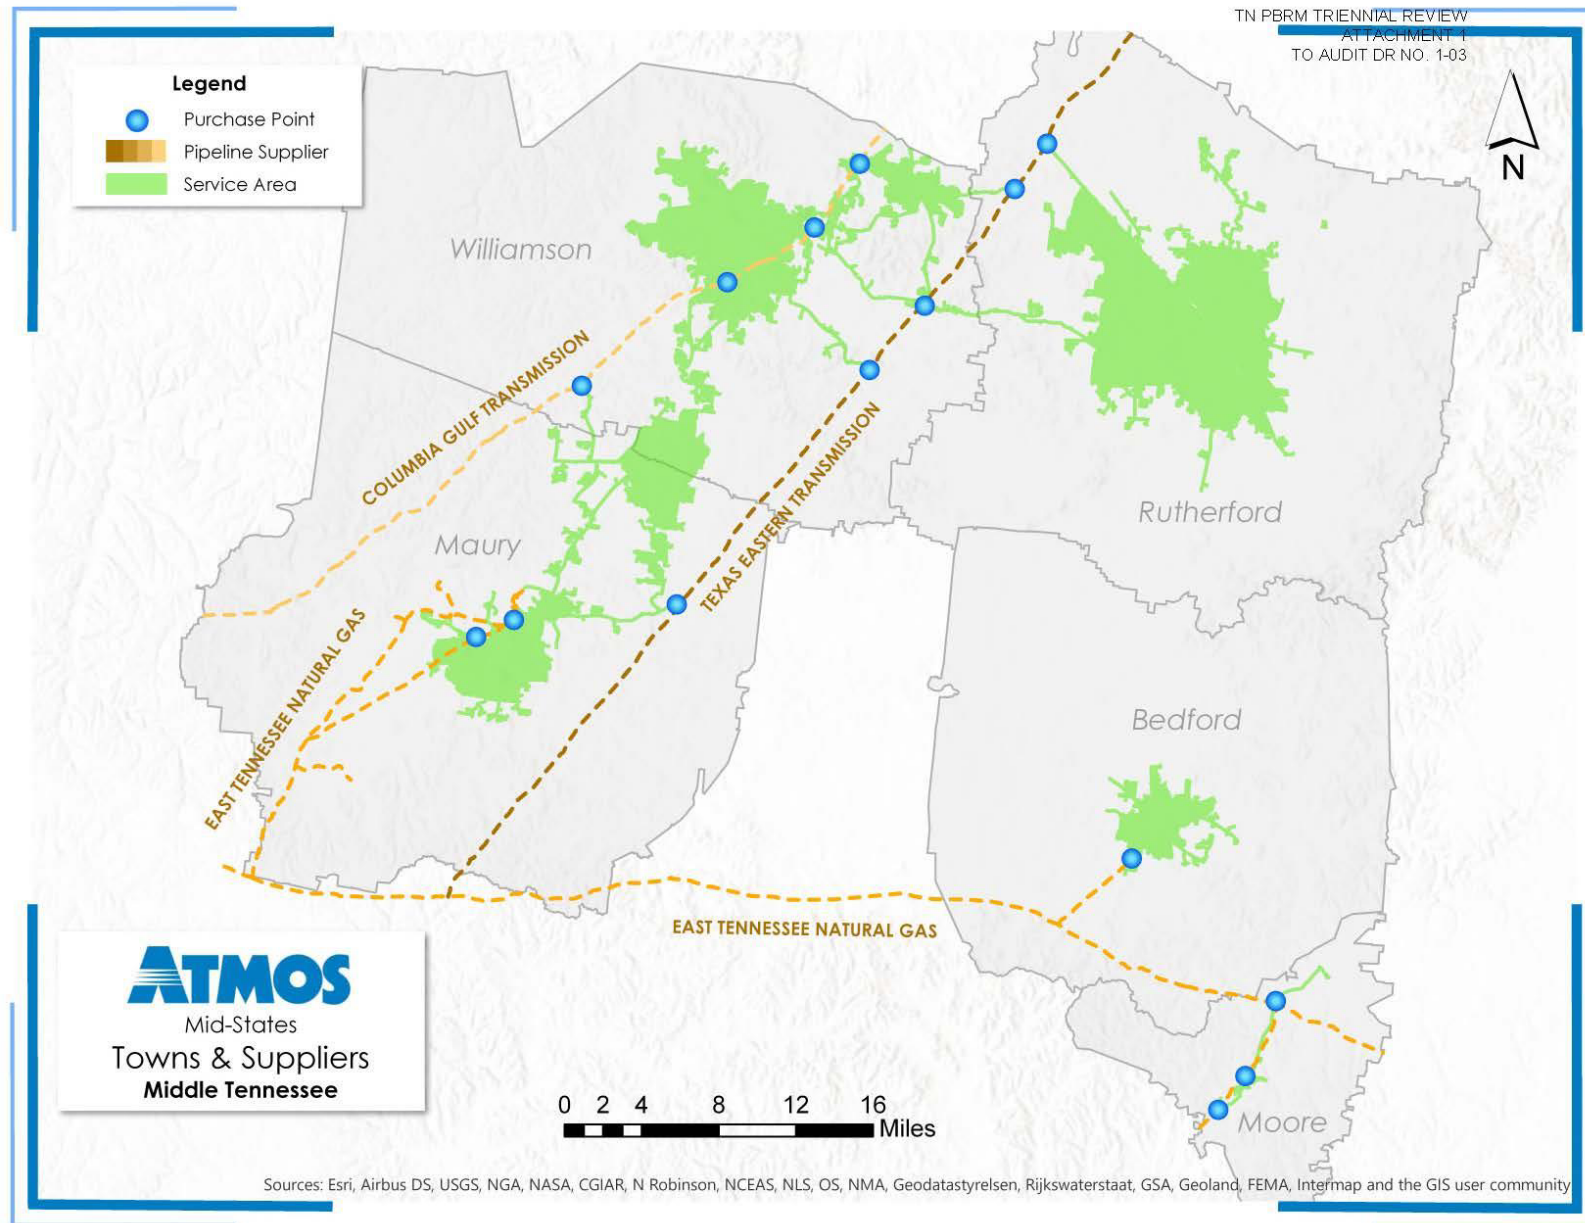 TN PBRM TRIENNIAL REVIEW
ATTACHMENT 1
TO AUDIT DR NO. 1-03
Legend
Purchase Point
Pipeline Supplier
Service Area
N
Williamson
COLUMBIA GULF TRANSMISSION
TEXAS EASTERN TRANSMISSION
Rutherford
Maury
EAST TENNESSEE NATURAL GAS
Bedford
EAST TENNESSEE NATURAL GAS
ATMOS
Mid-States
Towns & Suppliers
Middle Tennessee
0 2 4 8 12 16
Miles
Moore
Sources: Esri, Airbus DS, USGS, NGA, NASA, CGIAR, N Robinson, NCEAS, NLS, OS, NMA, Geodatastyrelsen, Rijkswaterstaat, GSA, Geoland, FEMA, Intermap and the GIS user community